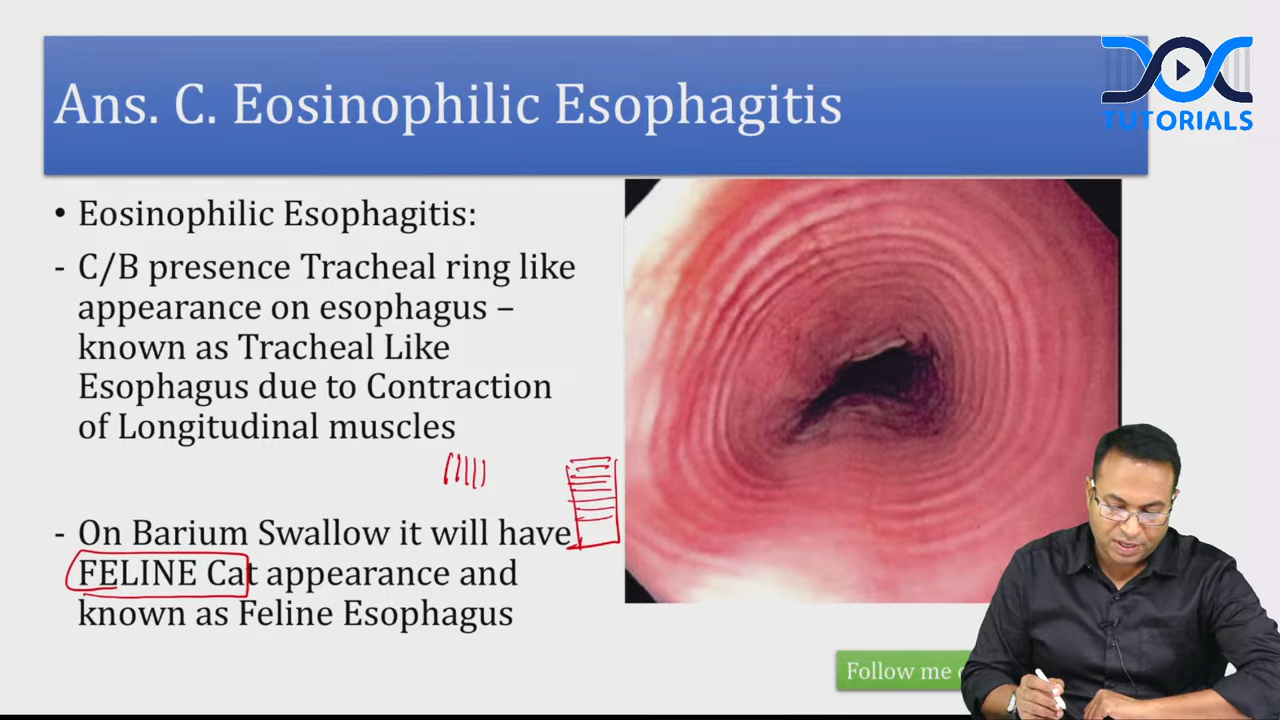 Ans. C. Eosinophilic Esophagitis
TUTORIALS
• Eosinophilic Esophagitis:
- C/B presence Tracheal ring like
appearance on esophagus –
known as Tracheal Like
Esophagus due to Contraction
of Longitudinal muscles
- On Barium Swallow it will have
FELINE Cat appearance and
known as Feline Esophagus
Follow me